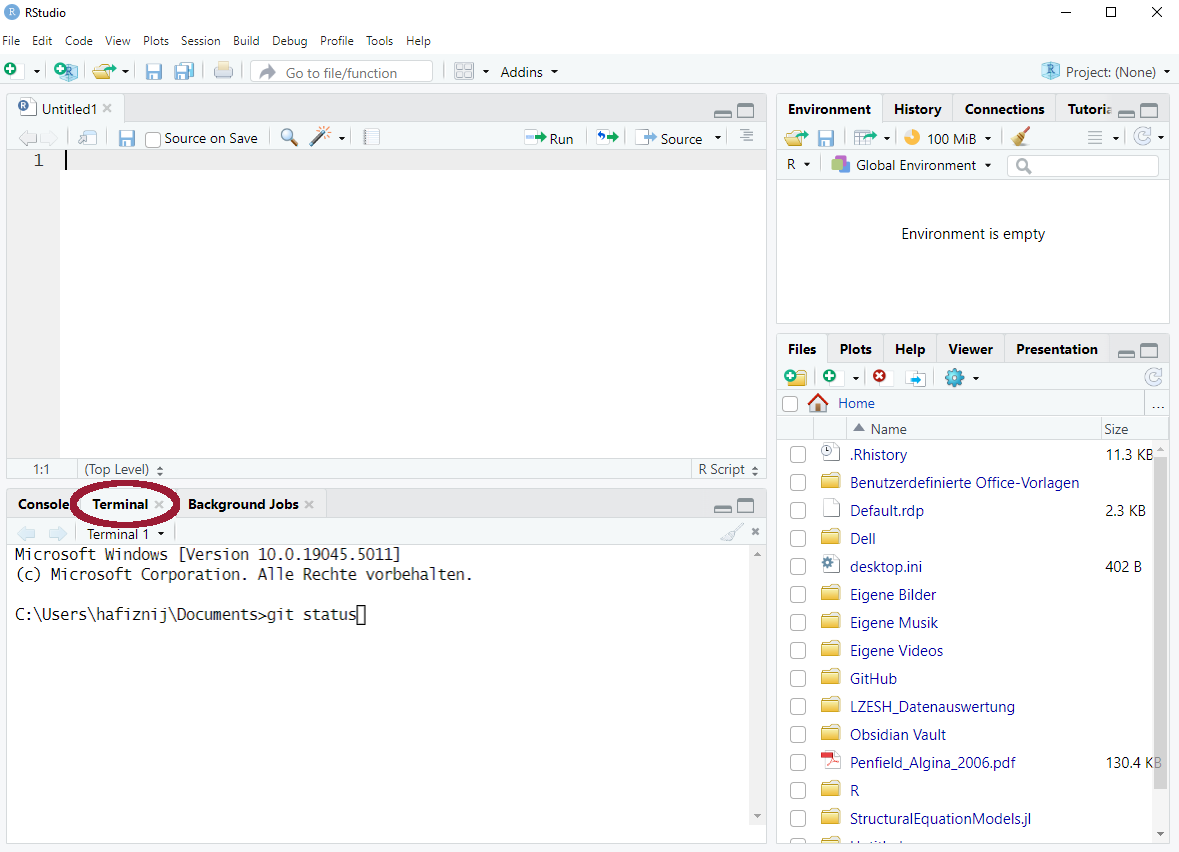 RStudio
File Edit Code View Plots Session Build Debug Profile Tools Help
Go to file/function Addins Project: (None)
Untitled1
Source on Save Run Source
1
1:1 (Top Level) R Script
Console Terminal Background Jobs
Terminal 1
Microsoft Windows [Version 10.0.19045.5011]
(c) Microsoft Corporation. Alle Rechte vorbehalten.
C:\Users\hafiznij\Documents>git status
Environment History Connections Tutoria
100 MiB
R Global Environment
Environment is empty
Files Plots Help Viewer Presentation
Home ...
Name Size
.Rhistory 11.3 KB
Benutzerdefinierte Office-Vorlagen
Default.rdp 2.3 KB
Dell
desktop.ini 402 B
Eigene Bilder
Eigene Musik
Eigene Videos
GitHub
LZESH_Datenauswertung
Obsidian Vault
Penfield_Algina_2006.pdf 130.4 KB
R
StructuralEquationModels.jl